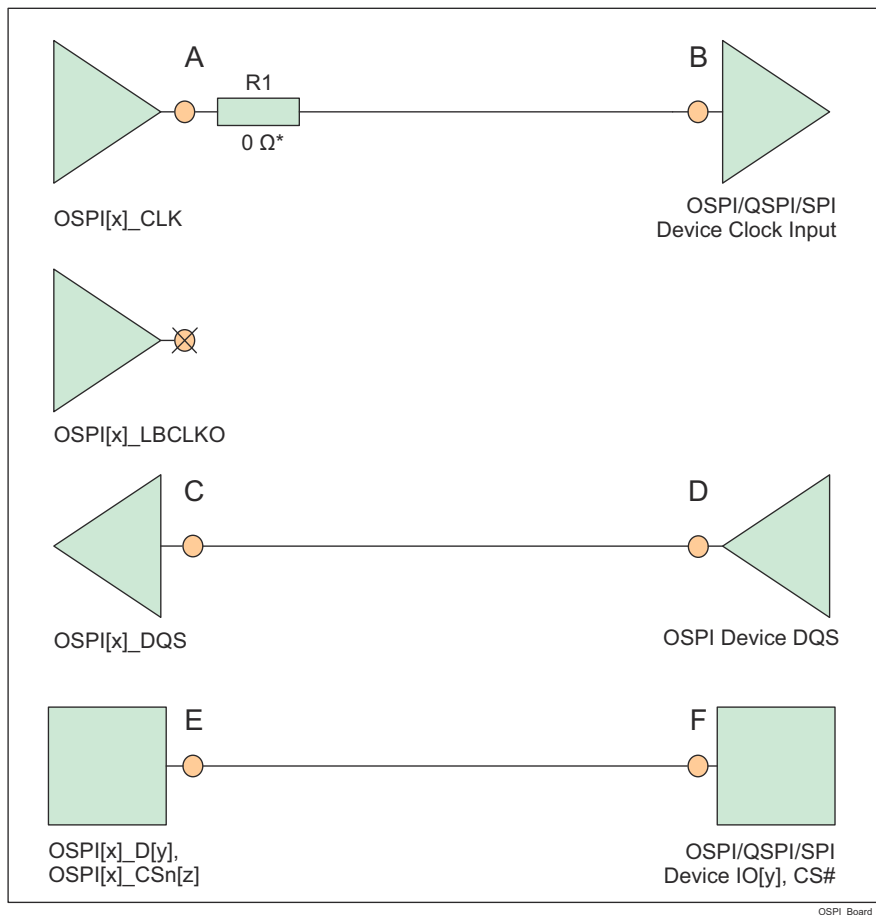 A
B
R1
0 Ω*
OSPI[x]_CLK
OSPI/QSPI/SPI
Device Clock Input
OSPI[x]_LBCLKO
C
D
OSPI[x]_DQS
OSPI Device DQS
E
F
OSPI[x]_D[y],
OSPI[x]_CSn[z]
OSPI/QSPI/SPI
Device IO[y], CS#
OSPI_Board